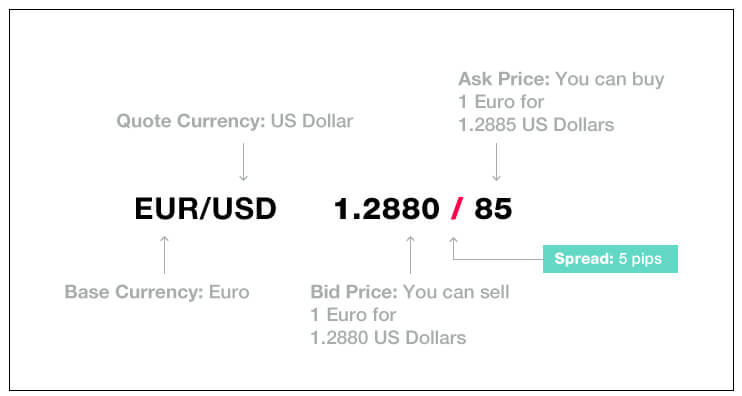 Ask Price: You can buy
1 Euro for
1.2885 US Dollars
Quote Currency: US Dollar
EUR/USD 1.2880 / 85
Spread: 5 pips
Base Currency: Euro
Bid Price: You can sell
1 Euro for
1.2880 US Dollars